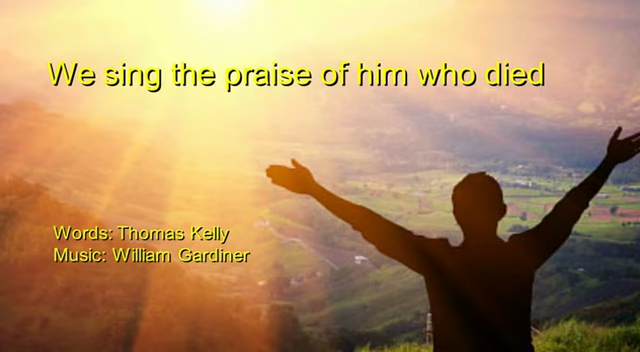 We sing the praise of him who died
Words: Thomas Kelly
Music: William Gardiner